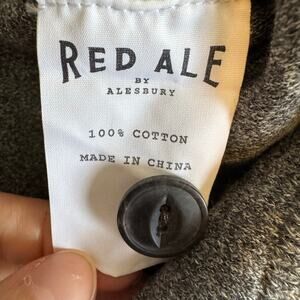 RED ALE
BY
ALESBURY
100% COTTON
MADE IN CHINA